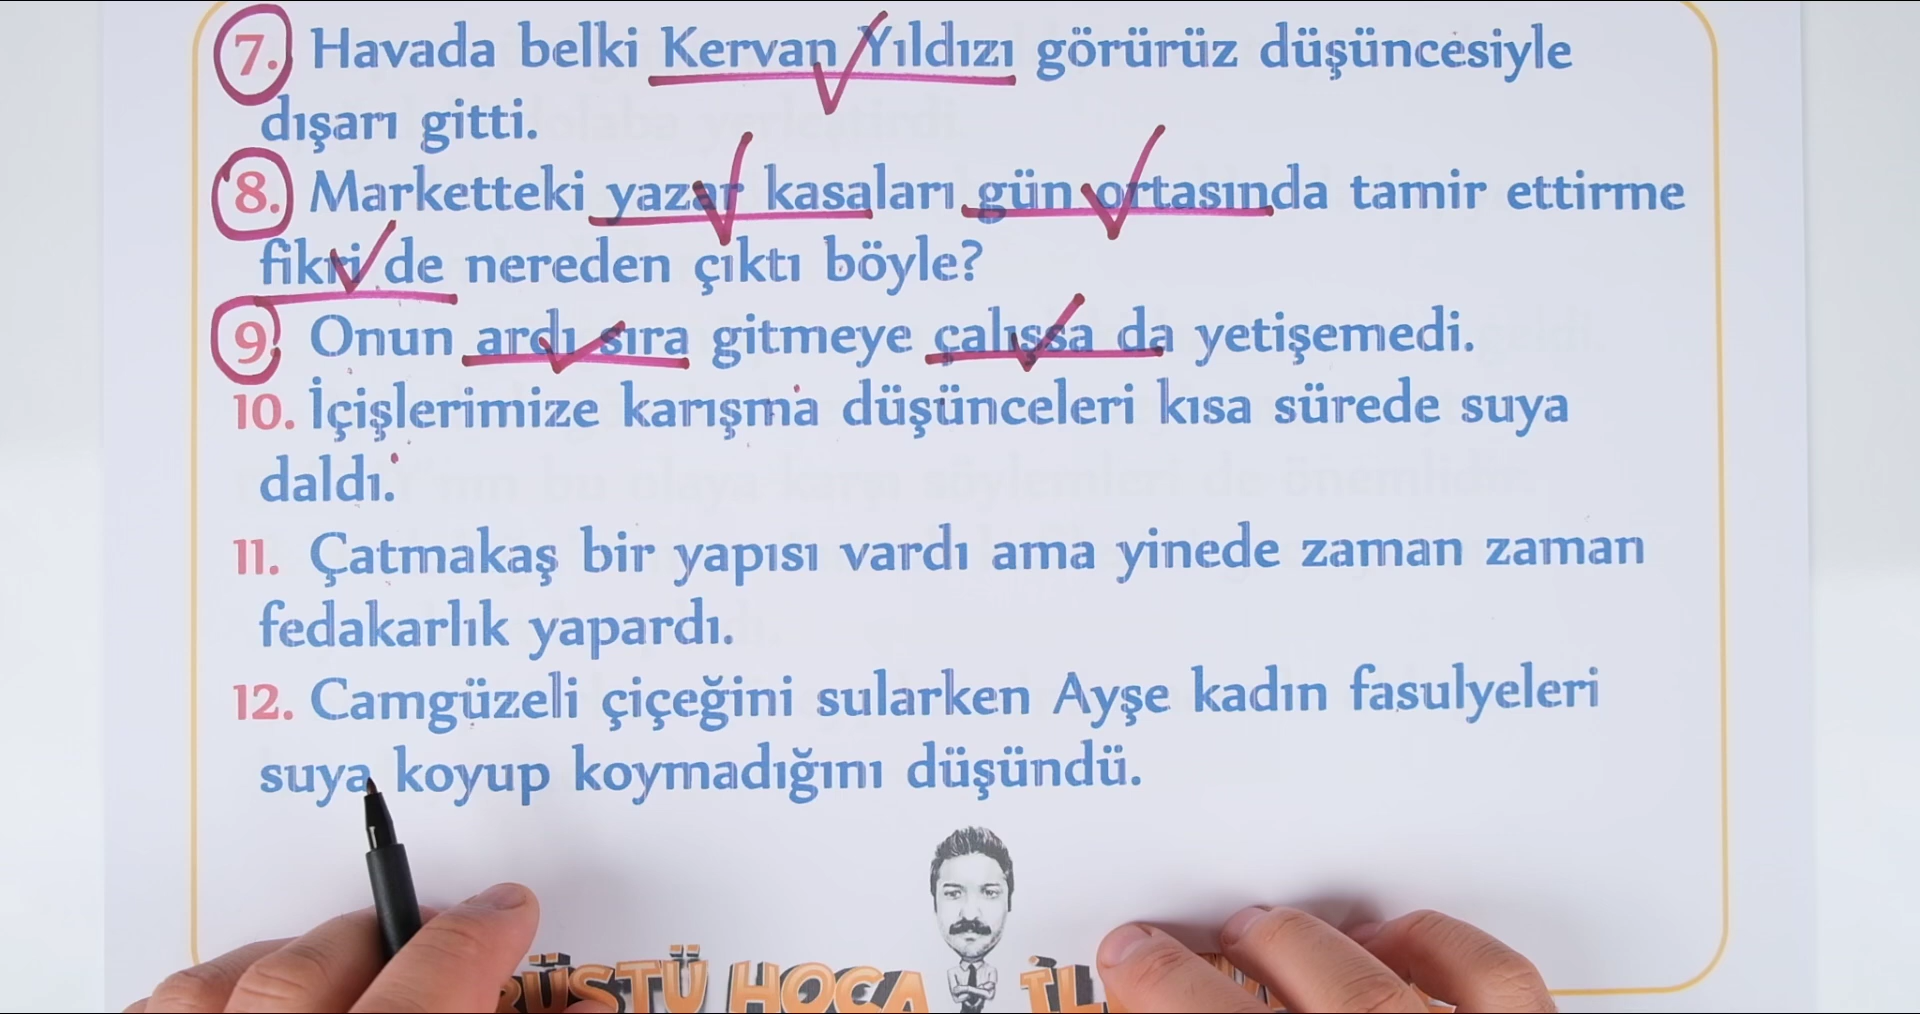 7. Havada belki Kervan Yıldızı görürüz düşüncesiyle
dışarı gitti.
8. Marketteki yazar kasaları gün ortasında tamir ettirme
fikri de nereden çıktı böyle?
9. Onun ardı sıra gitmeye çalışsa da yetişemedi.
10. İçişlerimize karışma düşünceleri kısa sürede suya
daldı.
11. Çatmakaş bir yapısı vardı ama yinede zaman zaman
fedakarlık yapardı.
12. Camgüzeli çiçeğini sularken Ayşe kadın fasulyeleri
suya koyup koymadığını düşündü.
RÜŞTÜ HOCA İL